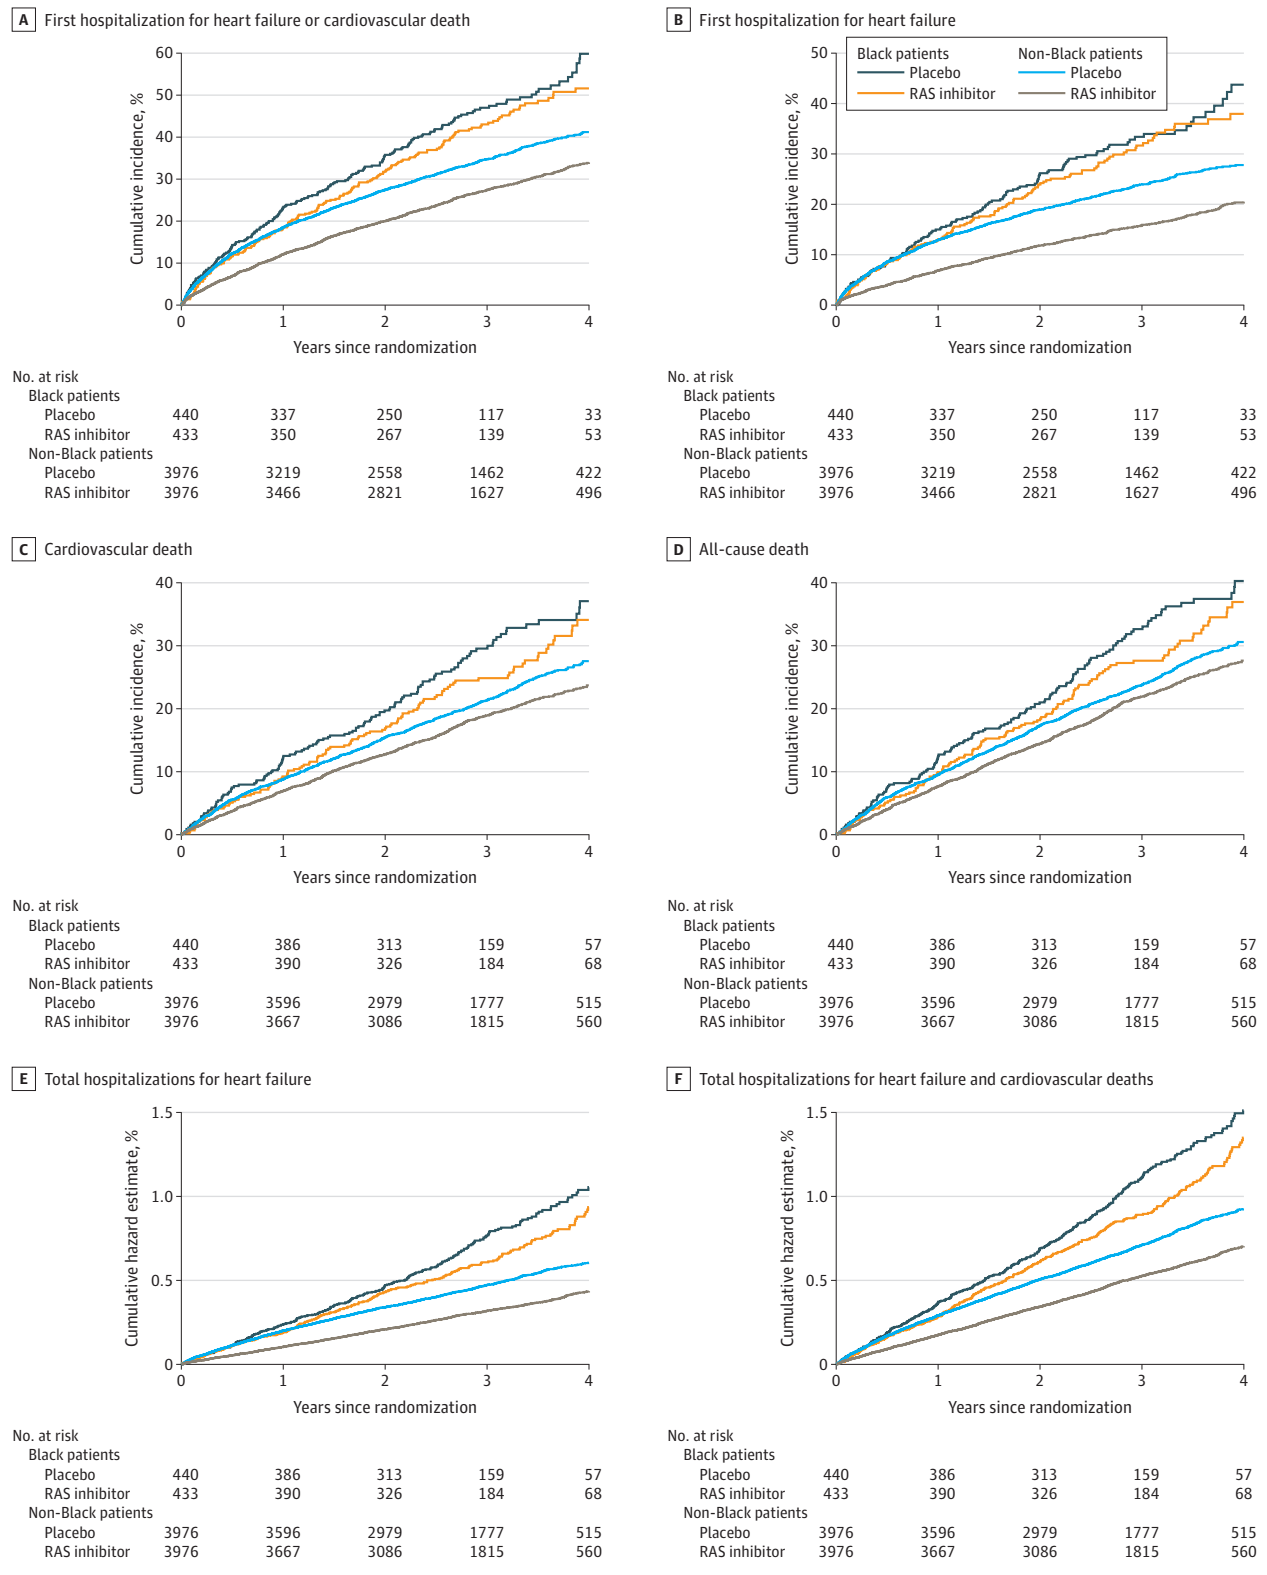 A First hospitalization for heart failure or cardiovascular death
Cumulative incidence, %
60
50
40
30
20
10
0
0 1 2 3 4
Years since randomization
No. at risk
Black patients
Placebo 440 337 250 117 33
RAS inhibitor 433 350 267 139 53
Non-Black patients
Placebo 3976 3219 2558 1462 422
RAS inhibitor 3976 3466 2821 1627 496
B First hospitalization for heart failure
Black patients Non-Black patients
Placebo Placebo
RAS inhibitor RAS inhibitor
Cumulative incidence, %
50
40
30
20
10
0
0 1 2 3 4
Years since randomization
No. at risk
Black patients
Placebo 440 337 250 117 33
RAS inhibitor 433 350 267 139 53
Non-Black patients
Placebo 3976 3219 2558 1462 422
RAS inhibitor 3976 3466 2821 1627 496
C Cardiovascular death
Cumulative incidence, %
40
30
20
10
0
0 1 2 3 4
Years since randomization
No. at risk
Black patients
Placebo 440 386 313 159 57
RAS inhibitor 433 390 326 184 68
Non-Black patients
Placebo 3976 3596 2979 1777 515
RAS inhibitor 3976 3667 3086 1815 560
D All-cause death
Cumulative incidence, %
40
30
20
10
0
0 1 2 3 4
Years since randomization
No. at risk
Black patients
Placebo 440 386 313 159 57
RAS inhibitor 433 390 326 184 68
Non-Black patients
Placebo 3976 3596 2979 1777 515
RAS inhibitor 3976 3667 3086 1815 560
E Total hospitalizations for heart failure
Cumulative hazard estimate, %
1.5
1.0
0.5
0
0 1 2 3 4
Years since randomization
No. at risk
Black patients
Placebo 440 386 313 159 57
RAS inhibitor 433 390 326 184 68
Non-Black patients
Placebo 3976 3596 2979 1777 515
RAS inhibitor 3976 3667 3086 1815 560
F Total hospitalizations for heart failure and cardiovascular deaths
Cumulative hazard estimate, %
1.5
1.0
0.5
0
0 1 2 3 4
Years since randomization
No. at risk
Black patients
Placebo 440 386 313 159 57
RAS inhibitor 433 390 326 184 68
Non-Black patients
Placebo 3976 3596 2979 1777 515
RAS inhibitor 3976 3667 3086 1815 560